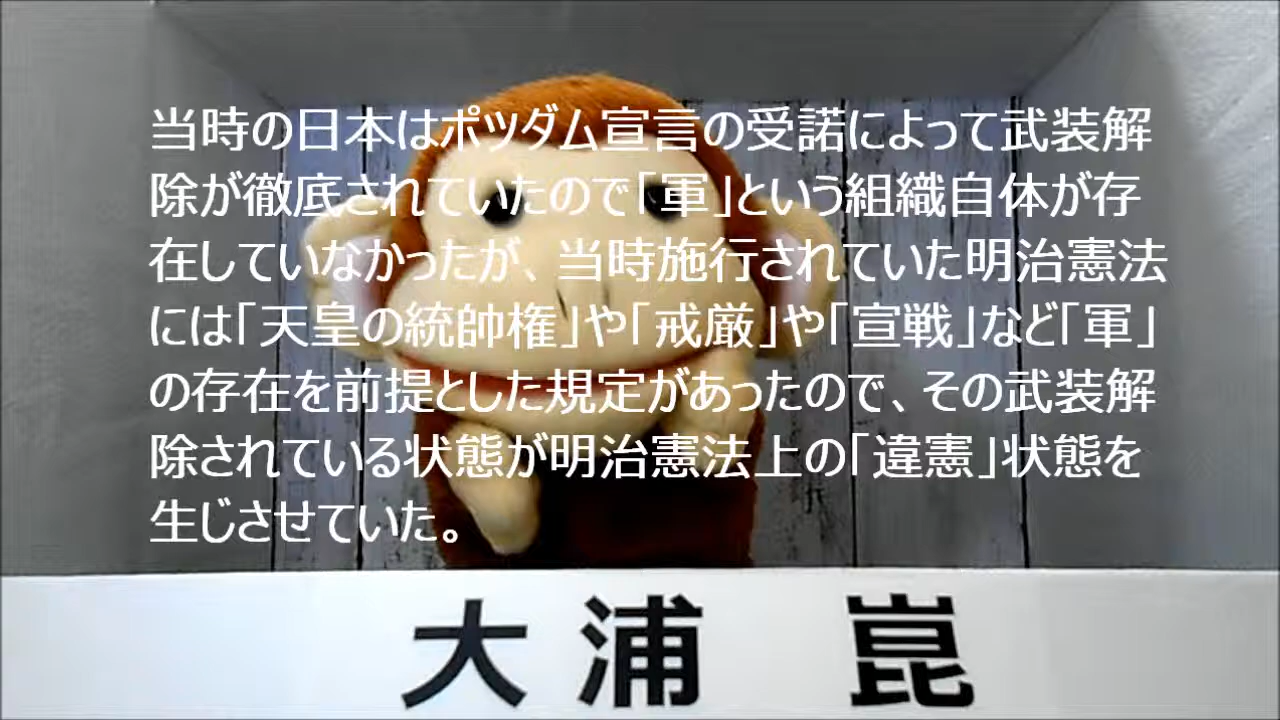 当時の日本はポツダム宣言の受諾によって武装解
除が徹底されていたので「軍」という組織自体が存
在していなかったが、当時施行されていた明治憲法
には「天皇の統帥権」や「戒厳」や「宣戦」など「軍」
の存在を前提とした規定があったので、その武装解
除されている状態が明治憲法上の「違憲」状態を
生じさせていた。
大浦 崑